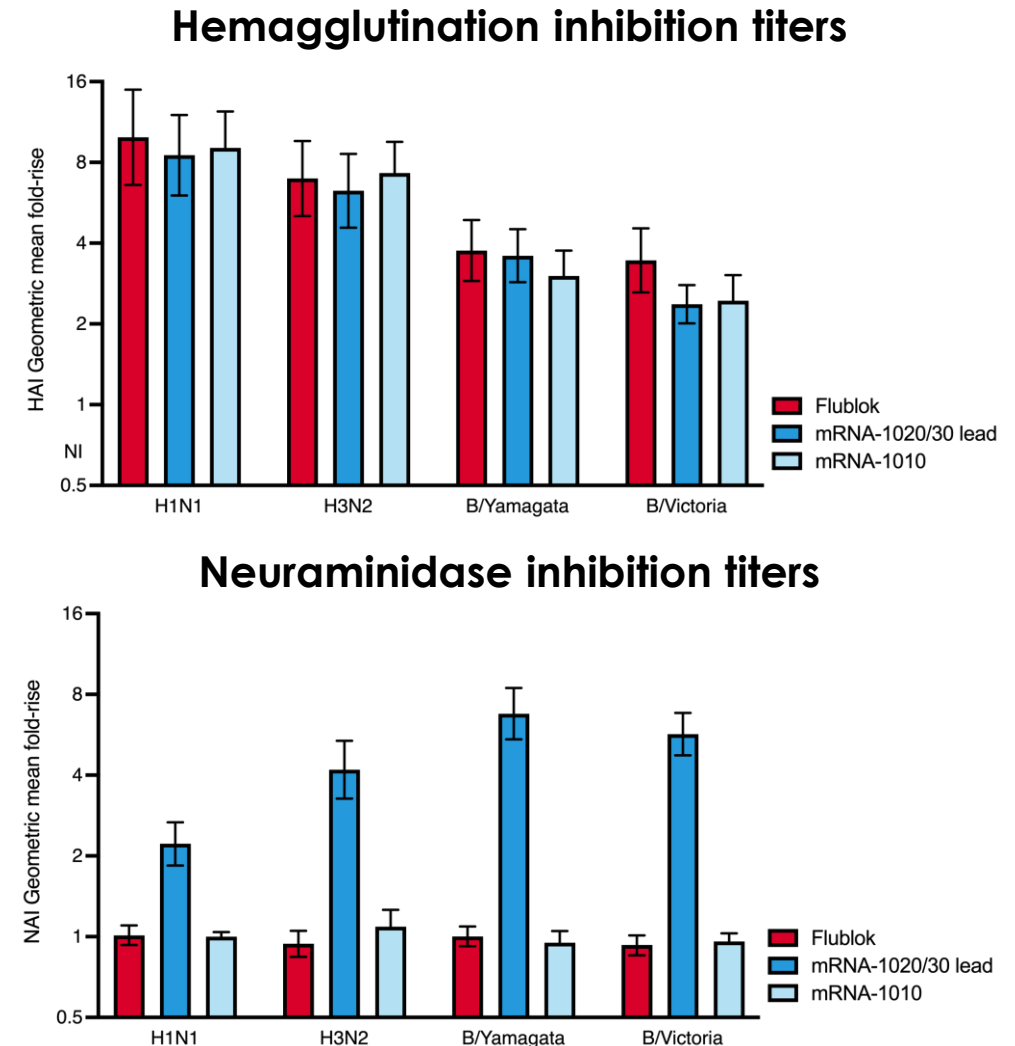 Hemagglutination inhibition titers
HAI Geometric mean fold-rise
16
8
4
2
1
NI
0.5
H1N1 H3N2 B/Yamagata B/Victoria
Flublok
mRNA-1020/30 lead
mRNA-1010
Neuraminidase inhibition titers
NAI Geometric mean fold-rise
16
8
4
2
1
0.5
H1N1 H3N2 B/Yamagata B/Victoria
Flublok
mRNA-1020/30 lead
mRNA-1010